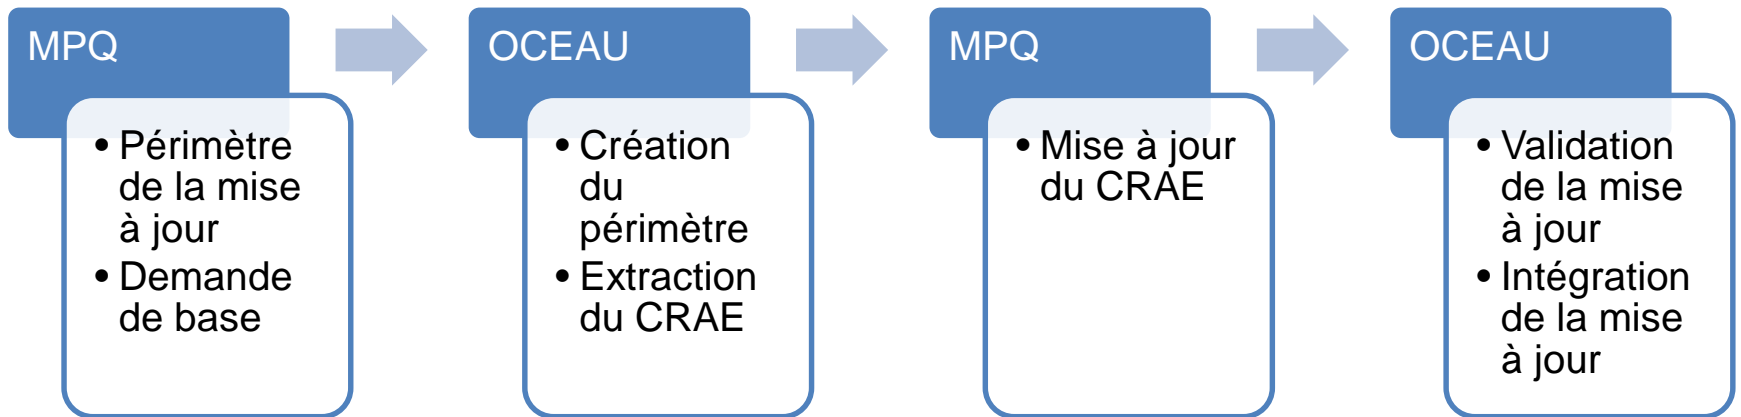 MPQ
• Périmètre
de la mise
à jour
• Demande
de base
OCEAU
• Création
du
périmètre
• Extraction
du CRAE
MPQ
• Mise à jour
du CRAE
OCEAU
• Validation
de la mise
à jour
• Intégration
de la mise
à jour